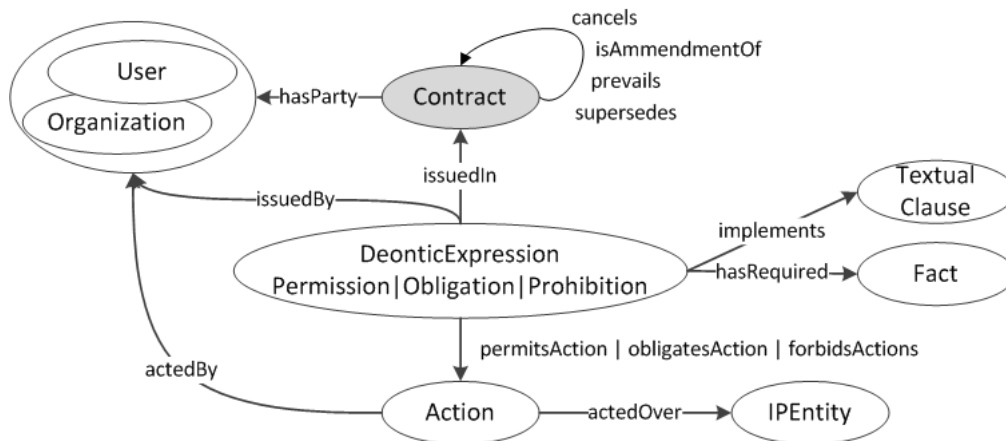 cancels
isAmmendmentOf
prevails
supersedes
User
Organization
hasParty
Contract
issuedIn
issuedBy
Textual
Clause
implements
DeonticExpression
Permission|Obligation|Prohibition
hasRequired
Fact
permitsAction | obligatesAction | forbidsActions
actedBy
Action
actedOver
IPEntity